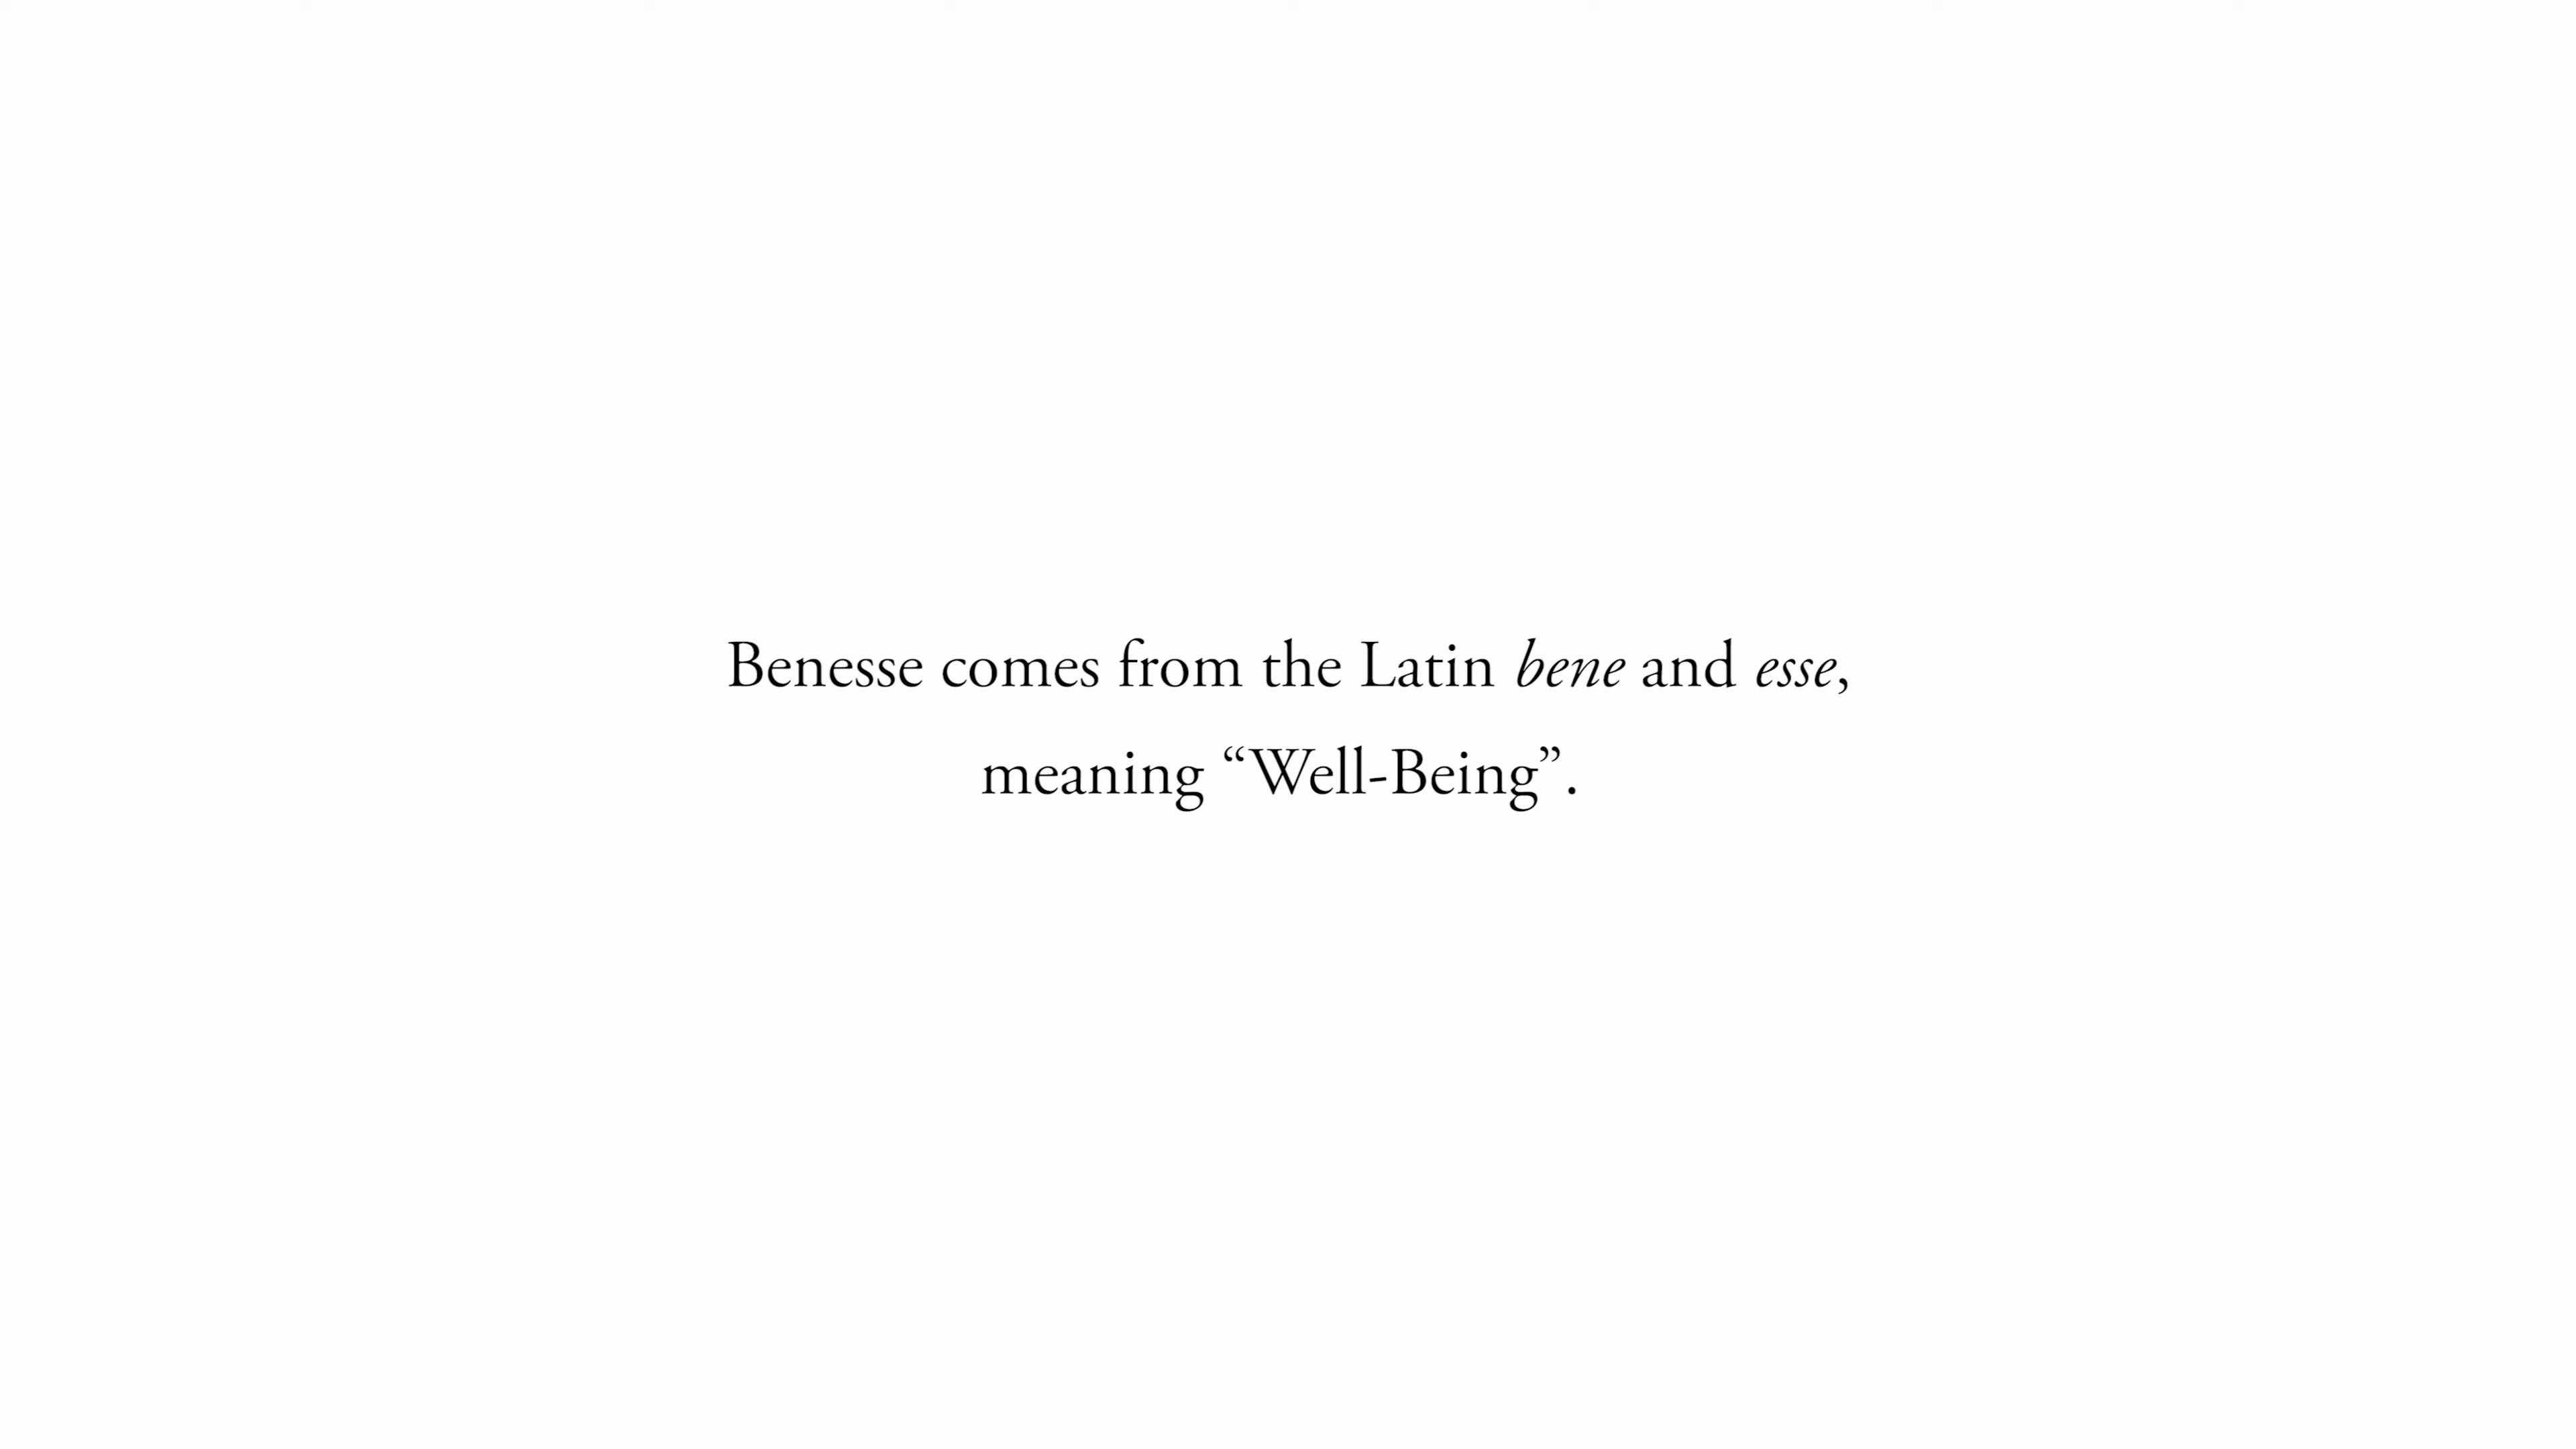 Benesse comes from the Latin bene and esse,
meaning “Well-Being”.